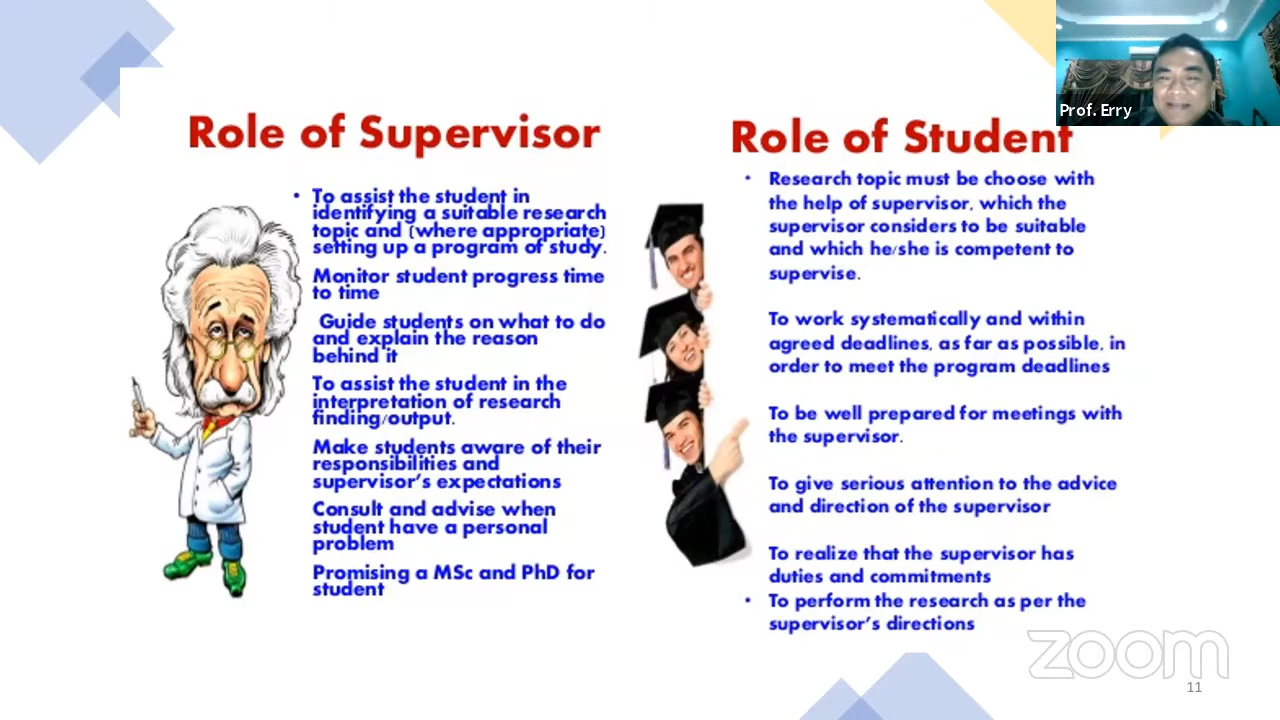 Prof. Erry
Role of Supervisor
• To assist the student in
identifying a suitable research
topic and (where appropriate)
setting up a program of study.
Monitor student progress time
to time
Guide students on what to do
and explain the reason
behind it
To assist the student in the
interpretation of research
finding/output.
Make students aware of their
responsibilities and
supervisor's expectations
Consult and advise when
student have a personal
problem
Promising a MSc and PhD for
student
Role of Student
• Research topic must be choose with
the help of supervisor, which the
supervisor considers to be suitable
and which he/she is competent to
supervise.
To work systematically and within
agreed deadlines, as far as possible, in
order to meet the program deadlines
To be well prepared for meetings with
the supervisor.
To give serious attention to the advice
and direction of the supervisor
To realize that the supervisor has
duties and commitments
• To perform the research as per the
supervisor's directions
zoom
11